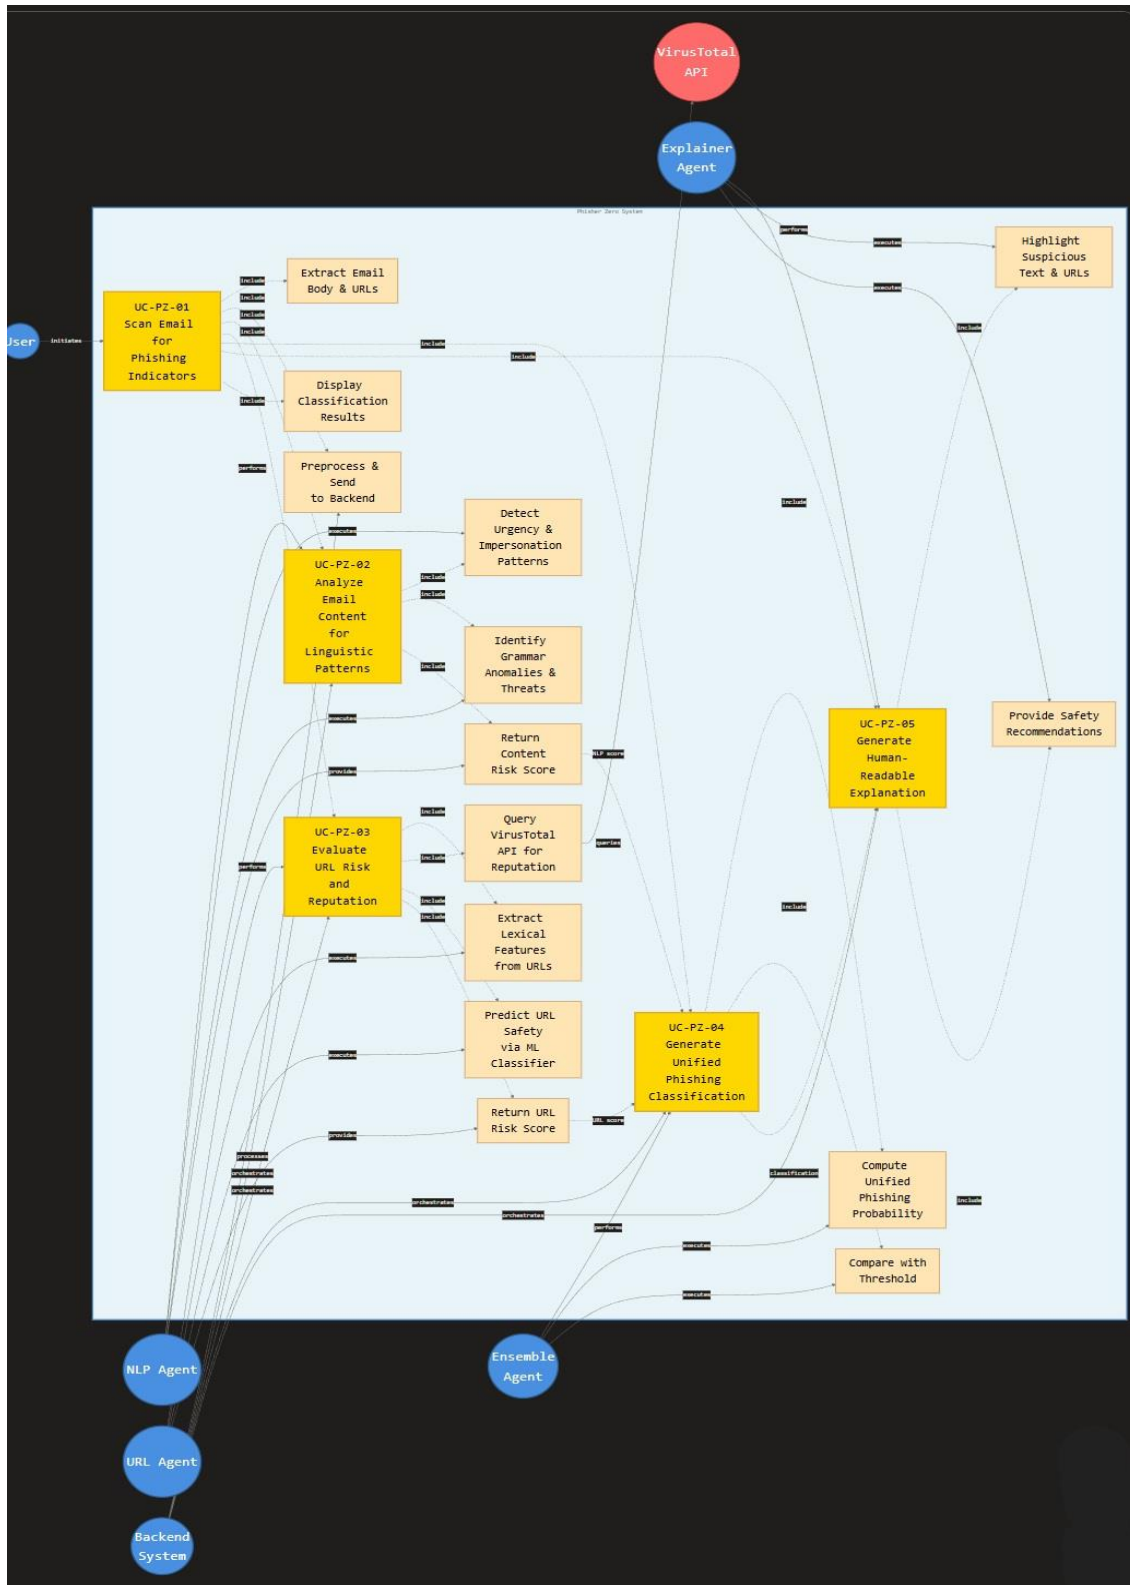 VirusTotal
API
Explainer
Agent
Phisher Zero System
performs
executes
Highlight
Suspicious
Text & URLs
include
Extract Email
Body & URLs
include
include
include
UC-PZ-01
Scan Email
for
Phishing
Indicators
executes
include
User
initiates
include
include
Display
Classification
Results
include
performs
Preprocess &
Send
to Backend
include
Detect
Urgency &
Impersonation
Patterns
executes
UC-PZ-02
Analyze
Email
Content
for
Linguistic
Patterns
include
include
Identify
Grammar
Anomalies &
Threats
include
executes
UC-PZ-05
Generate
Human-
Readable
Explanation
Provide Safety
Recommendations
Return
Content
Risk Score
NLP score
provides
Query
VirusTotal
API for
Reputation
include
UC-PZ-03
Evaluate
URL Risk
and
Reputation
queries
include
performs
include
include
include
Extract
Lexical
Features
from URLs
executes
Predict URL
Safety
via ML
Classifier
UC-PZ-04
Generate
Unified
Phishing
Classification
executes
Return URL
Risk Score
URL score
provides
processes
orchestrates
orchestrates
classification
Compute
Unified
Phishing
Probability
orchestrates
include
orchestrates
performs
executes
Compare with
Threshold
executes
NLP Agent
Ensemble
Agent
URL Agent
Backend
System